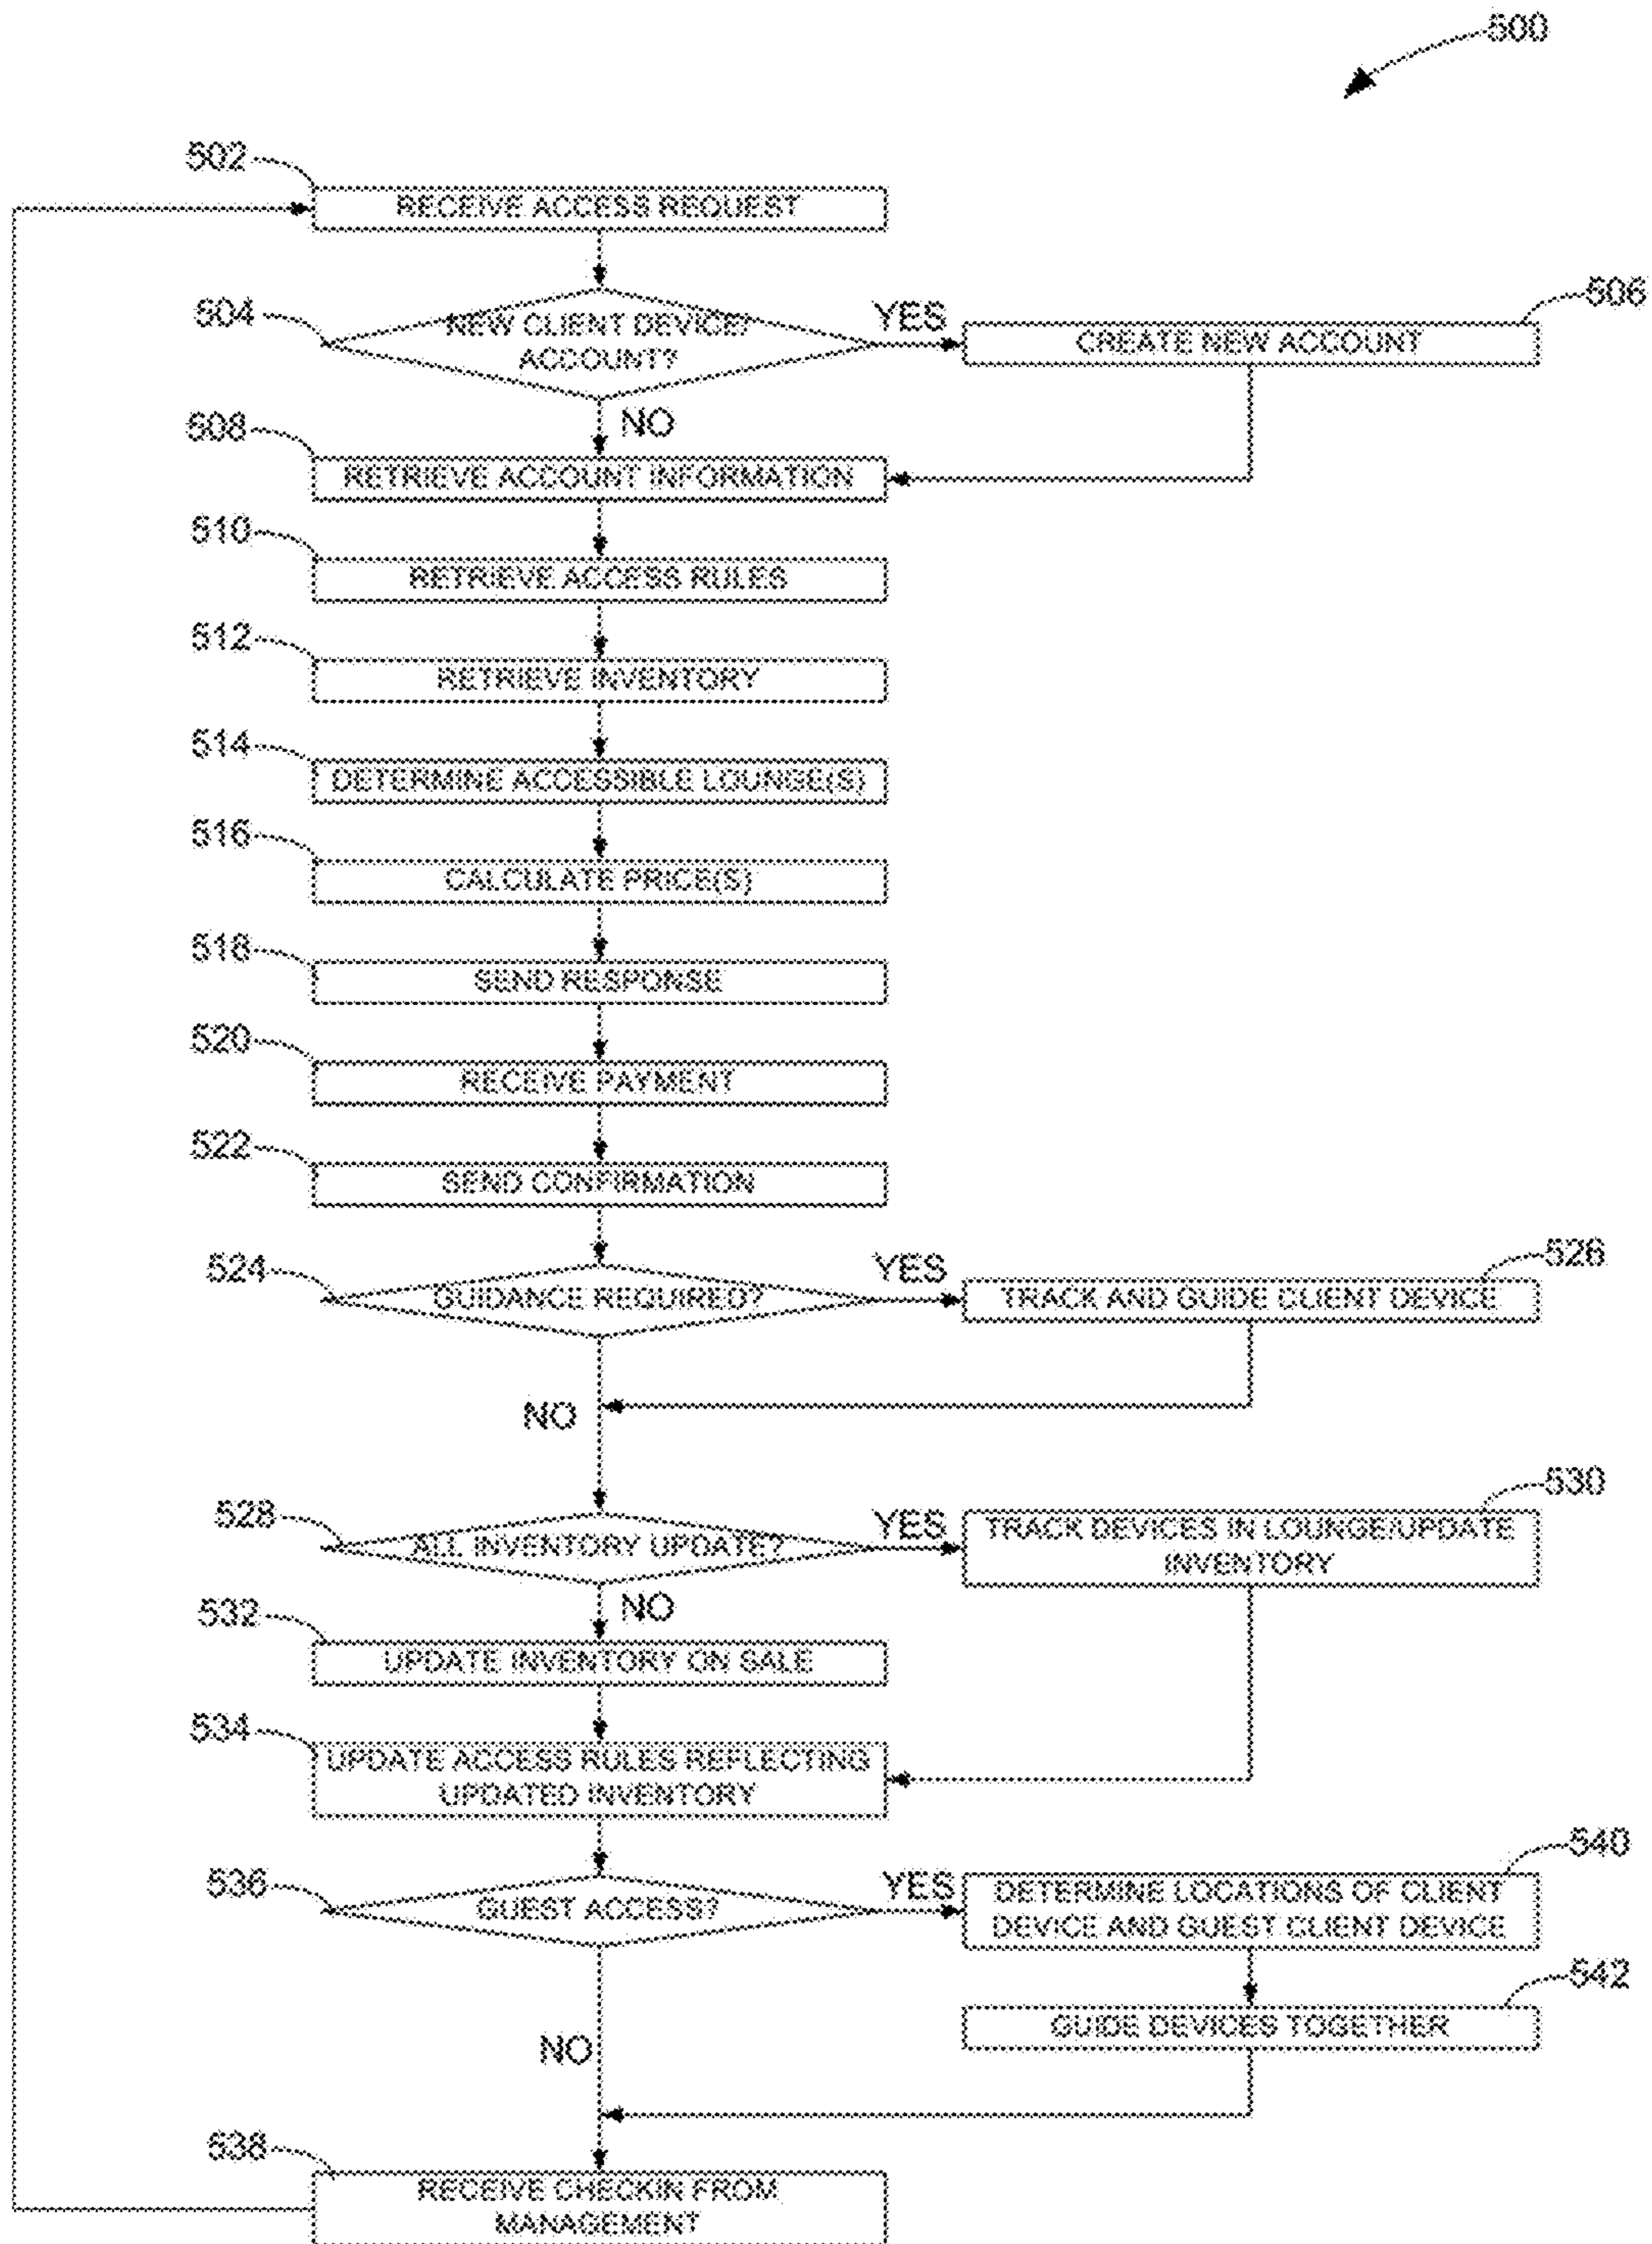 500
502
RECEIVE ACCESS REQUEST
504
NEW CLIENT DEVICE/
ACCOUNT?
YES
506
CREATE NEW ACCOUNT
NO
508
RETRIEVE ACCOUNT INFORMATION
510
RETRIEVE ACCESS RULES
512
RETRIEVE INVENTORY
514
DETERMINE ACCESSIBLE LOUNGE(S)
516
CALCULATE PRICE(S)
518
SEND RESPONSE
520
RECEIVE PAYMENT
522
SEND CONFIRMATION
524
GUIDANCE REQUIRED?
YES
526
TRACK AND GUIDE CLIENT DEVICE
NO
528
ALL INVENTORY UPDATE?
YES
530
TRACK DEVICES IN LOUNGE/UPDATE
INVENTORY
NO
532
UPDATE INVENTORY ON SALE
534
UPDATE ACCESS RULES REFLECTING
UPDATED INVENTORY
536
GUEST ACCESS?
YES
540
DETERMINE LOCATIONS OF CLIENT
DEVICE AND GUEST CLIENT DEVICE
542
GUIDE DEVICES TOGETHER
NO
538
RECEIVE CHECKIN FROM
MANAGEMENT